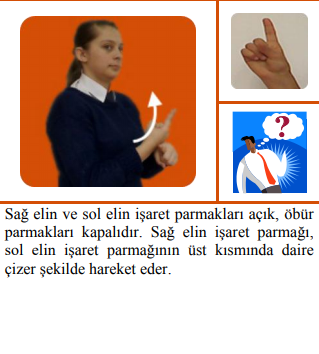 ?
Sağ elin ve sol elin işaret parmakları açık, öbür
parmakları kapalıdır. Sağ elin işaret parmağı,
sol elin işaret parmağının üst kısmında daire
çizer şekilde hareket eder.